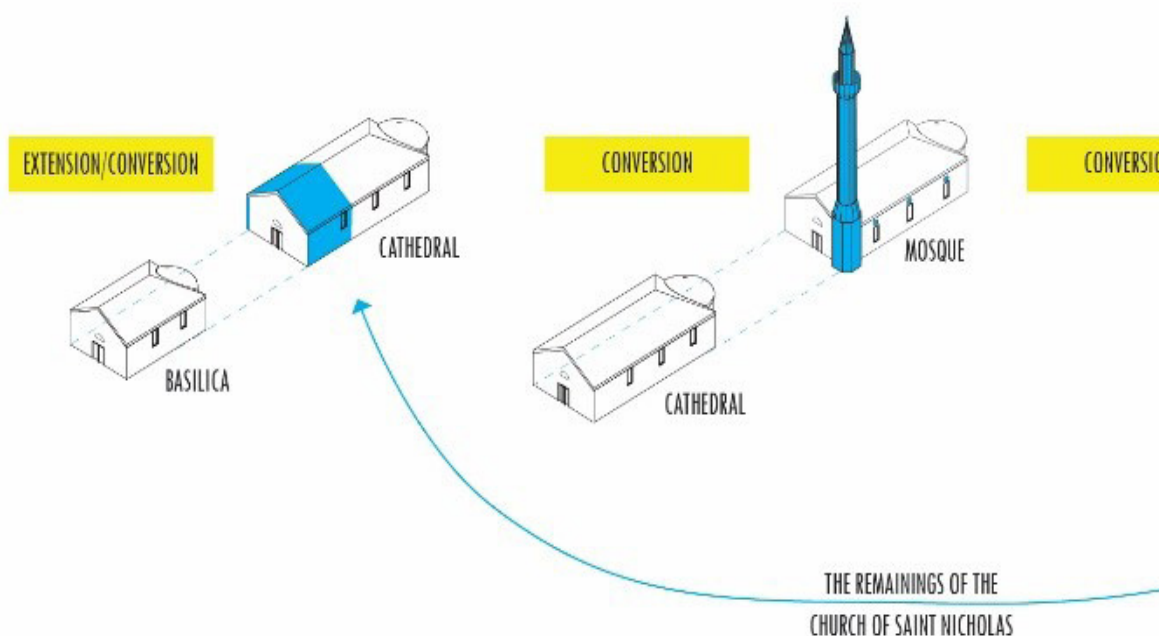 EXTENSION/CONVERSION
CATHEDRAL
BASILICA
CONVERSION
MOSQUE
CATHEDRAL
THE REMAININGS OF THE
CHURCH OF SAINT NICHOLAS